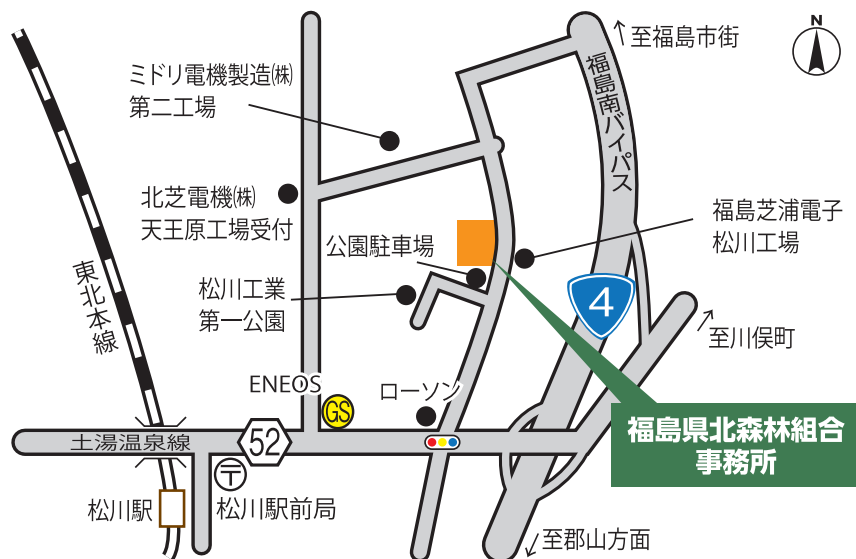 N
至福島市街
福島南バイパス
ミドリ電機製造㈱
第二工場
北芝電機㈱
天王原工場受付
福島芝浦電子
松川工場
公園駐車場
東北本線
松川工業
第一公園
4
至川俣町
ENEOS
GS
ローソン
福島県北森林組合
事務所
土湯温泉線
52
〒
松川駅
松川駅前局
至郡山方面